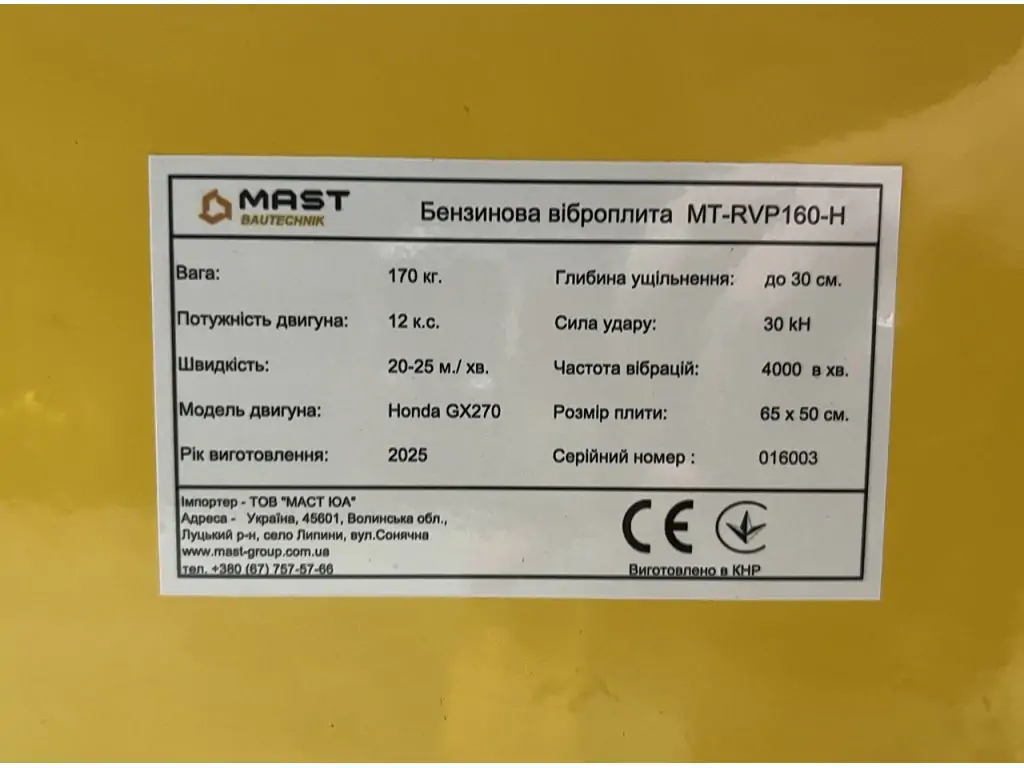 MAST
BAUTECHNIK
Бензинова віброплита MT-RVP160-H
Вага: 170 кг. Глибина ущільнення: до 30 см.
Потужність двигуна: 12 к.с. Сила удару: 30 kH
Швидкість: 20-25 м./ хв. Частота вібрацій: 4000 в хв.
Модель двигуна: Honda GX270 Розмір плити: 65 x 50 см.
Рік виготовлення: 2025 Серійний номер : 016003
Імпортер - ТОВ "МАСТ ЮА"
Адреса - Україна, 45601, Волинська обл.,
Луцький р-н, село Липини, вул.Сонячна
www.mast-group.com.ua
тел. +380 (67) 757-57-66
CE
Виготовлено в КНР